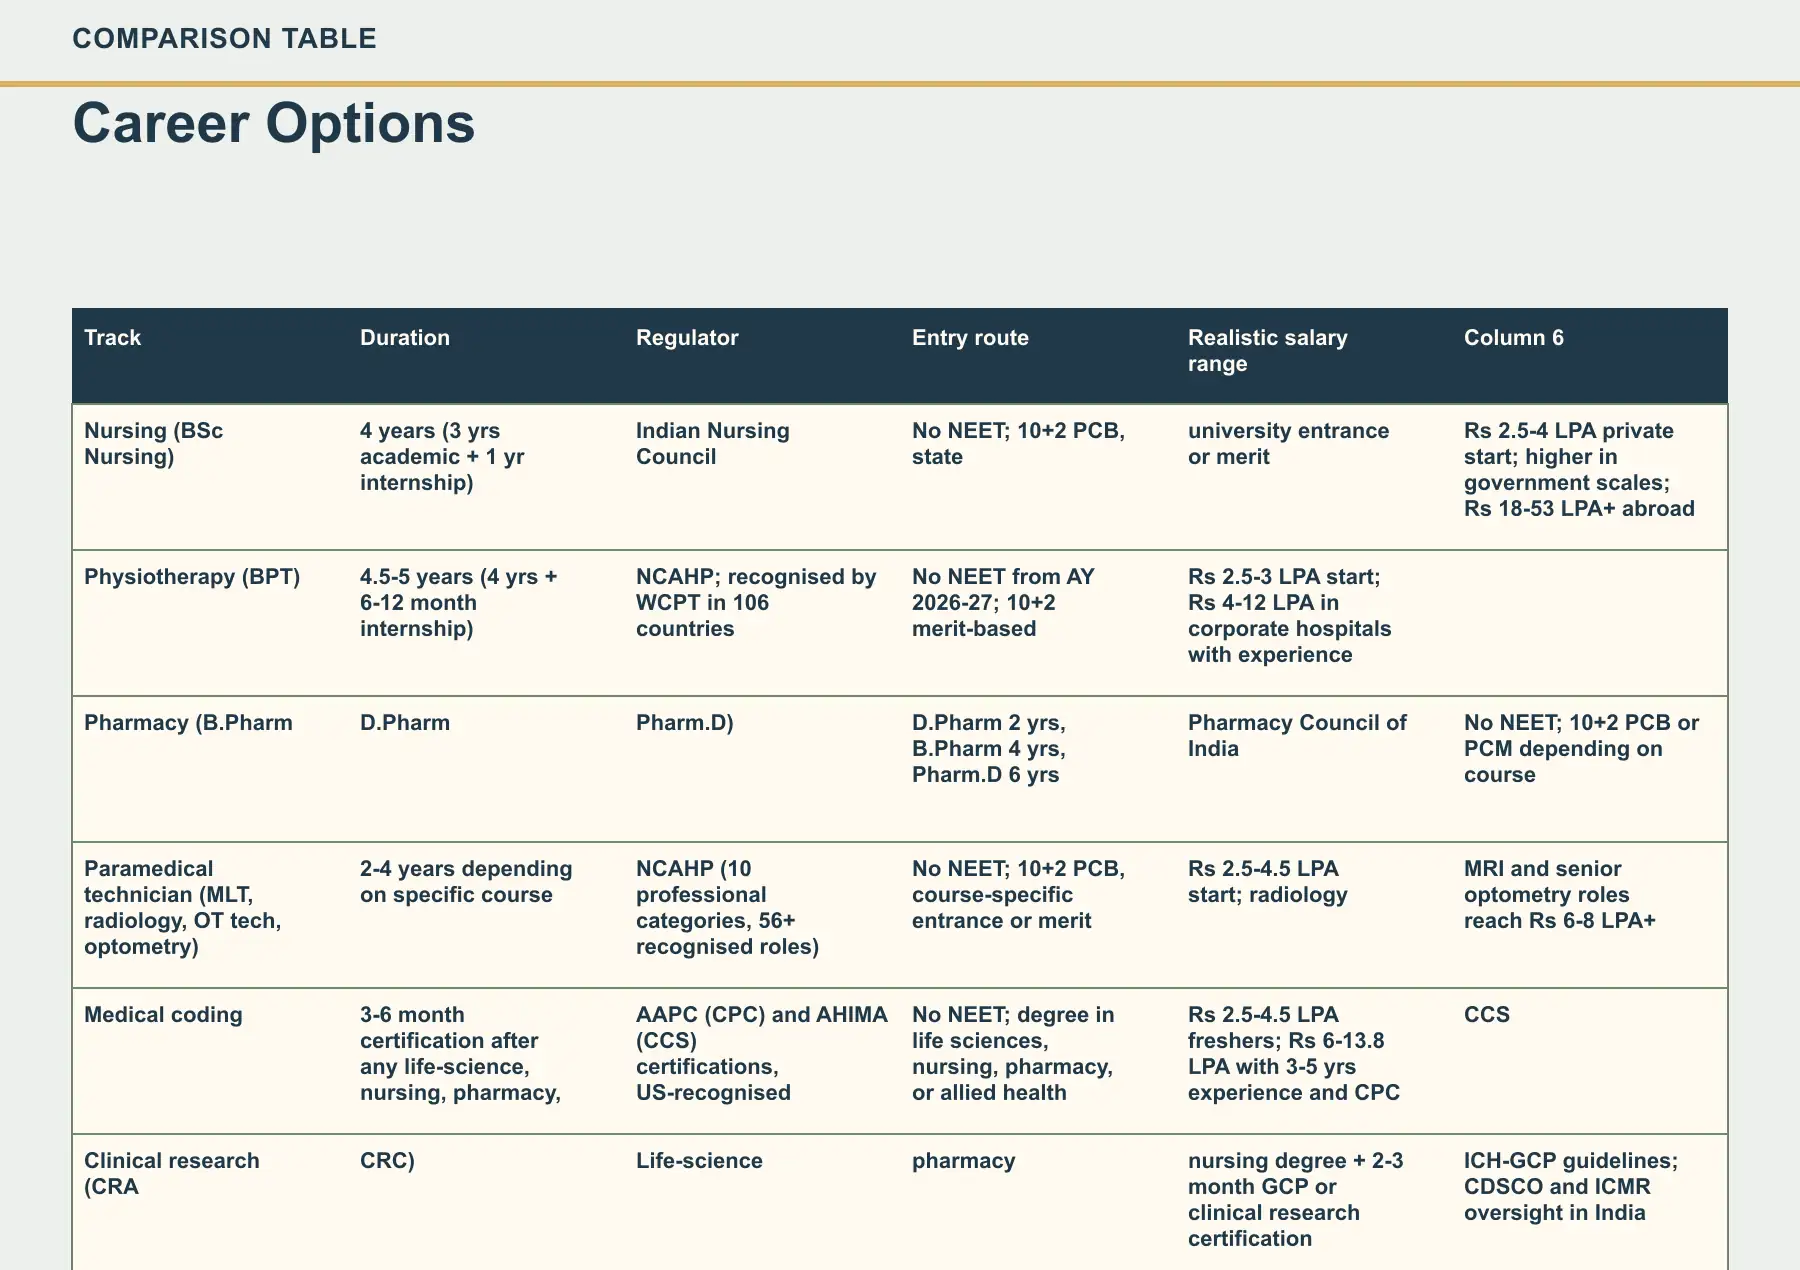 COMPARISON TABLE
Career Options
Track
Duration
Regulator
Entry route
Realistic salary
range
Column 6
Nursing (BSc
Nursing)
4 years (3 yrs
academic + 1 yr
internship)
Indian Nursing
Council
No NEET; 10+2 PCB,
state
university entrance
or merit
Rs 2.5-4 LPA private
start; higher in
government scales;
Rs 18-53 LPA+ abroad
Physiotherapy (BPT)
4.5-5 years (4 yrs +
6-12 month
internship)
NCAHP; recognised by
WCPT in 106
countries
No NEET from AY
2026-27; 10+2
merit-based
Rs 2.5-3 LPA start;
Rs 4-12 LPA in
corporate hospitals
with experience
Pharmacy (B.Pharm
D.Pharm
Pharm.D)
D.Pharm 2 yrs,
B.Pharm 4 yrs,
Pharm.D 6 yrs
Pharmacy Council of
India
No NEET; 10+2 PCB or
PCM depending on
course
Paramedical
technician (MLT,
radiology, OT tech,
optometry)
2-4 years depending
on specific course
NCAHP (10
professional
categories, 56+
recognised roles)
No NEET; 10+2 PCB,
course-specific
entrance or merit
Rs 2.5-4.5 LPA
start; radiology
MRI and senior
optometry roles
reach Rs 6-8 LPA+
Medical coding
3-6 month
certification after
any life-science,
nursing, pharmacy,
AAPC (CPC) and AHIMA
(CCS)
certifications,
US-recognised
No NEET; degree in
life sciences,
nursing, pharmacy,
or allied health
Rs 2.5-4.5 LPA
freshers; Rs 6-13.8
LPA with 3-5 yrs
experience and CPC
CCS
Clinical research
(CRA
CRC)
Life-science
pharmacy
nursing degree + 2-3
month GCP or
clinical research
certification
ICH-GCP guidelines;
CDSCO and ICMR
oversight in India